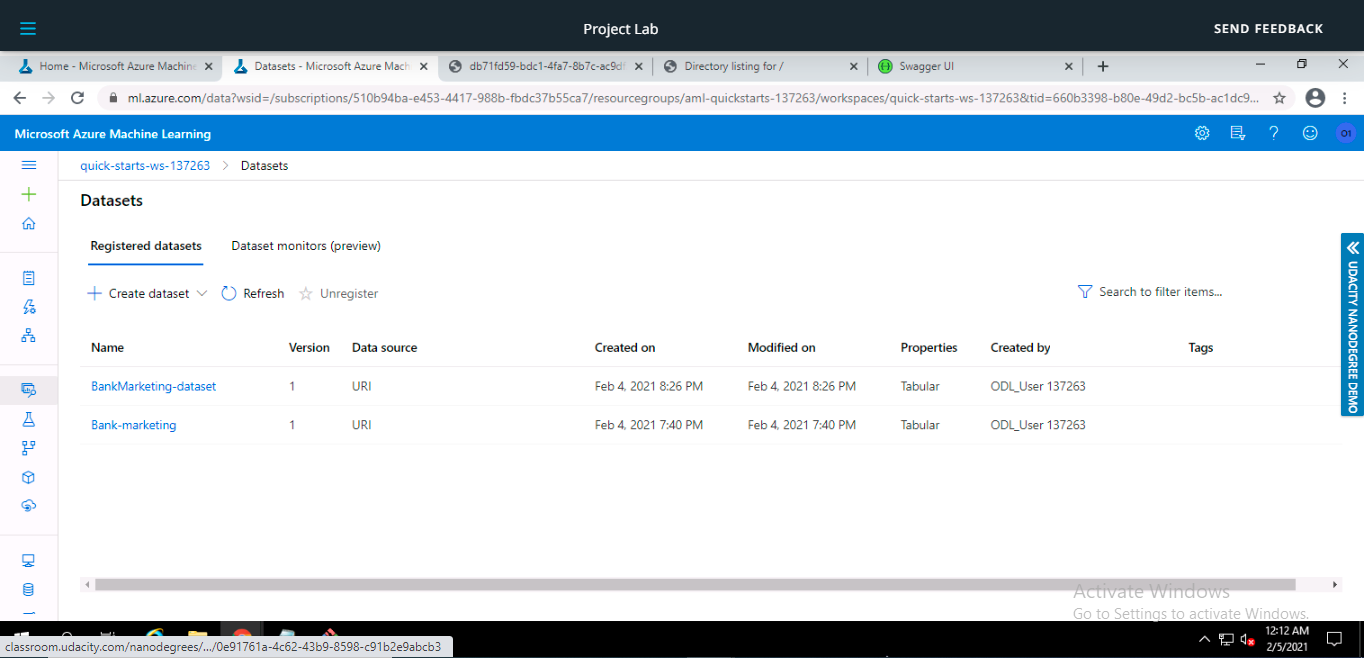 Project Lab
SEND FEEDBACK
Home - Microsoft Azure Machine
Datasets - Microsoft Azure Mach
db71fd59-bdc1-4fa7-8b7c-ac9df
Directory listing for /
Swagger UI
ml.azure.com/data?wsid=/subscriptions/510b94ba-e453-4417-988b-fbdc37b55ca7/resourcegroups/aml-quickstarts-137263/workspaces/quick-starts-ws-137263&tid=660b3398-b80e-49d2-bc5b-ac1dc9...
Microsoft Azure Machine Learning
O1
quick-starts-ws-137263 > Datasets
Datasets
Registered datasets Dataset monitors (preview)
Create dataset Refresh Unregister Search to filter items...
Name Version Data source Created on Modified on Properties Created by Tags
BankMarketing-dataset 1 URI Feb 4, 2021 8:26 PM Feb 4, 2021 8:26 PM Tabular ODL_User 137263
Bank-marketing 1 URI Feb 4, 2021 7:40 PM Feb 4, 2021 7:40 PM Tabular ODL_User 137263
UDACITY NANODEGREE DEMO
Activate Windows
Go to Settings to activate Windows.
12:12 AM
2/5/2021
classroom.udacity.com/nanodegrees/.../0e91761a-4c62-43b9-8598-c91b2e9abcb3